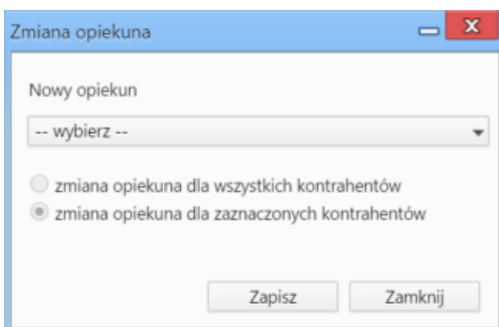 Zmiana opiekuna
Nowy opiekun
-- wybierz --
zmiana opiekuna dla wszystkich kontrahentów
zmiana opiekuna dla zaznaczonych kontrahentów
Zapisz Zamknij